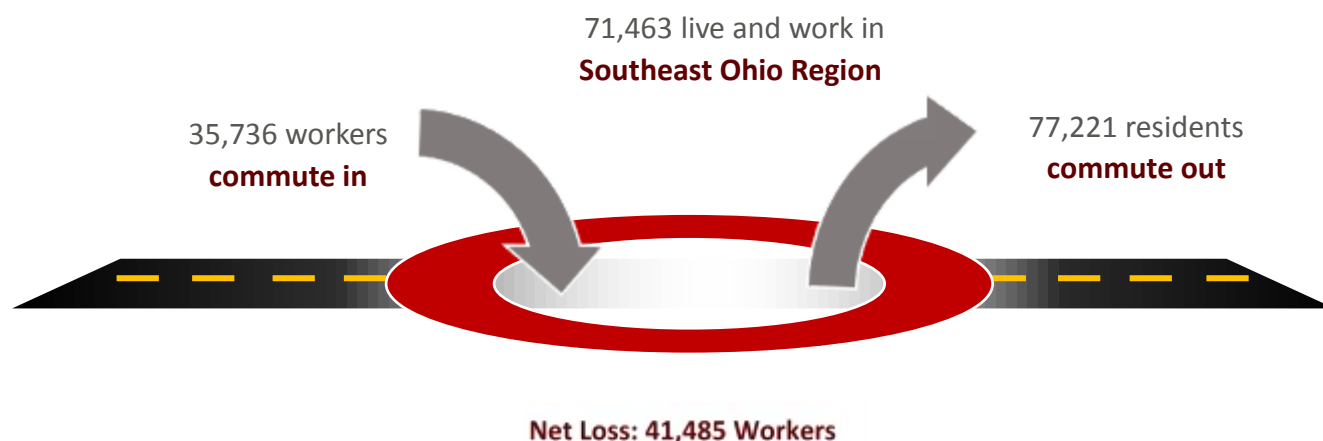 71,463 live and work in
Southeast Ohio Region
35,736 workers
commute in
77,221 residents
commute out
Net Loss: 41,485 Workers